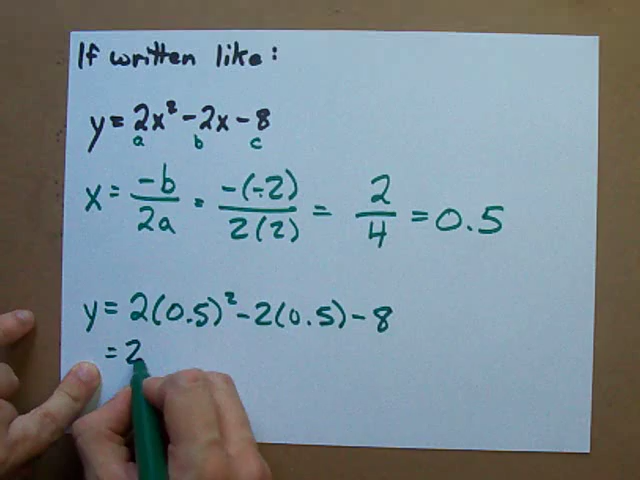 If written like:
y = 2x² - 2x - 8
a b c
x = -b/2a = -(-2)/2(2) = 2/4 = 0.5
y = 2(0.5)² - 2(0.5) - 8
= 2